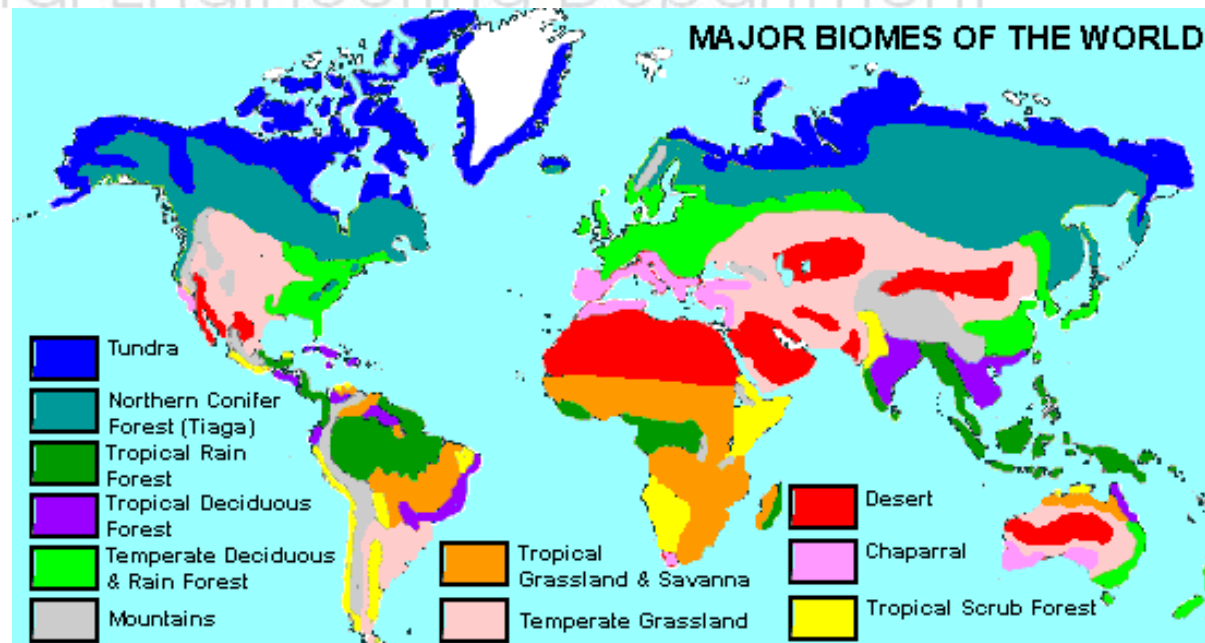 MAJOR BIOMES OF THE WORLD
Tundra
Northern Conifer
Forest (Tiaga)
Tropical Rain
Forest
Tropical Deciduous
Forest
Temperate Deciduous
& Rain Forest
Mountains
Tropical
Grassland & Savanna
Temperate Grassland
Desert
Chaparral
Tropical Scrub Forest